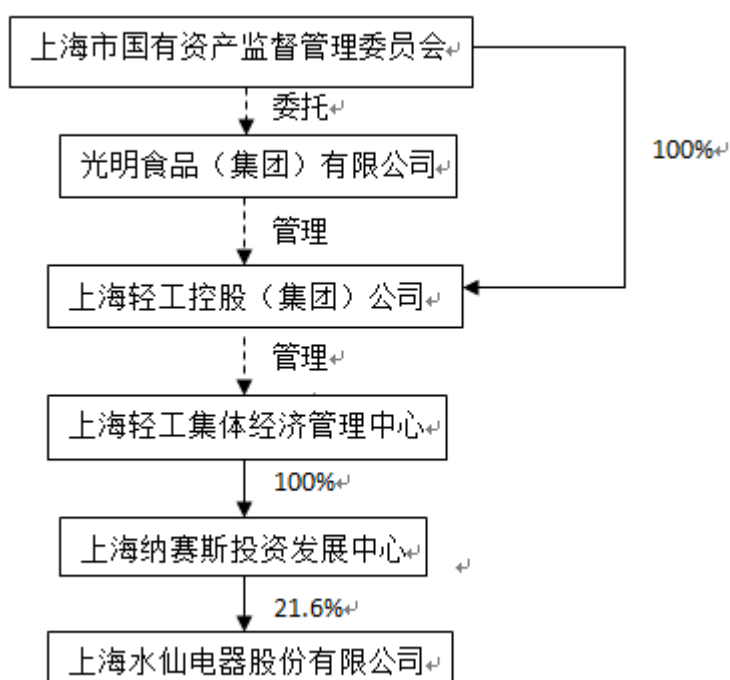 上海市国有资产监督管理委员会
委托
100%
光明食品（集团）有限公司
管理
上海轻工控股（集团）公司
管理
上海轻工集体经济管理中心
100%
上海纳赛斯投资发展中心
21.6%
上海水仙电器股份有限公司